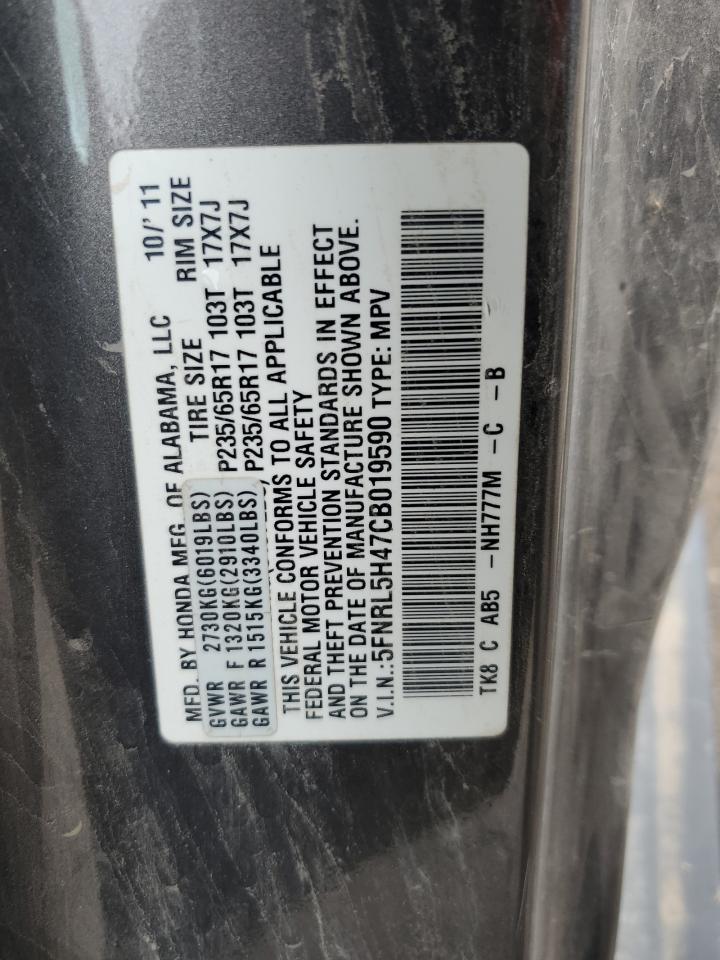 MFD. BY HONDA MFG. OF ALABAMA, LLC 10/'11
TIRE SIZE RIM SIZE
GVWR 2730KG(6019LBS)
GAWR F 1320KG(2910LBS) P235/65R17 103T 17X7J
GAWR R 1515KG(3340LBS) P235/65R17 103T 17X7J
THIS VEHICLE CONFORMS TO ALL APPLICABLE
FEDERAL MOTOR VEHICLE SAFETY
AND THEFT PREVENTION STANDARDS IN EFFECT
ON THE DATE OF MANUFACTURE SHOWN ABOVE.
V.I.N.:5FNRL5H47CB019590 TYPE: MPV
TK8 C AB5 -NH777M -C -B